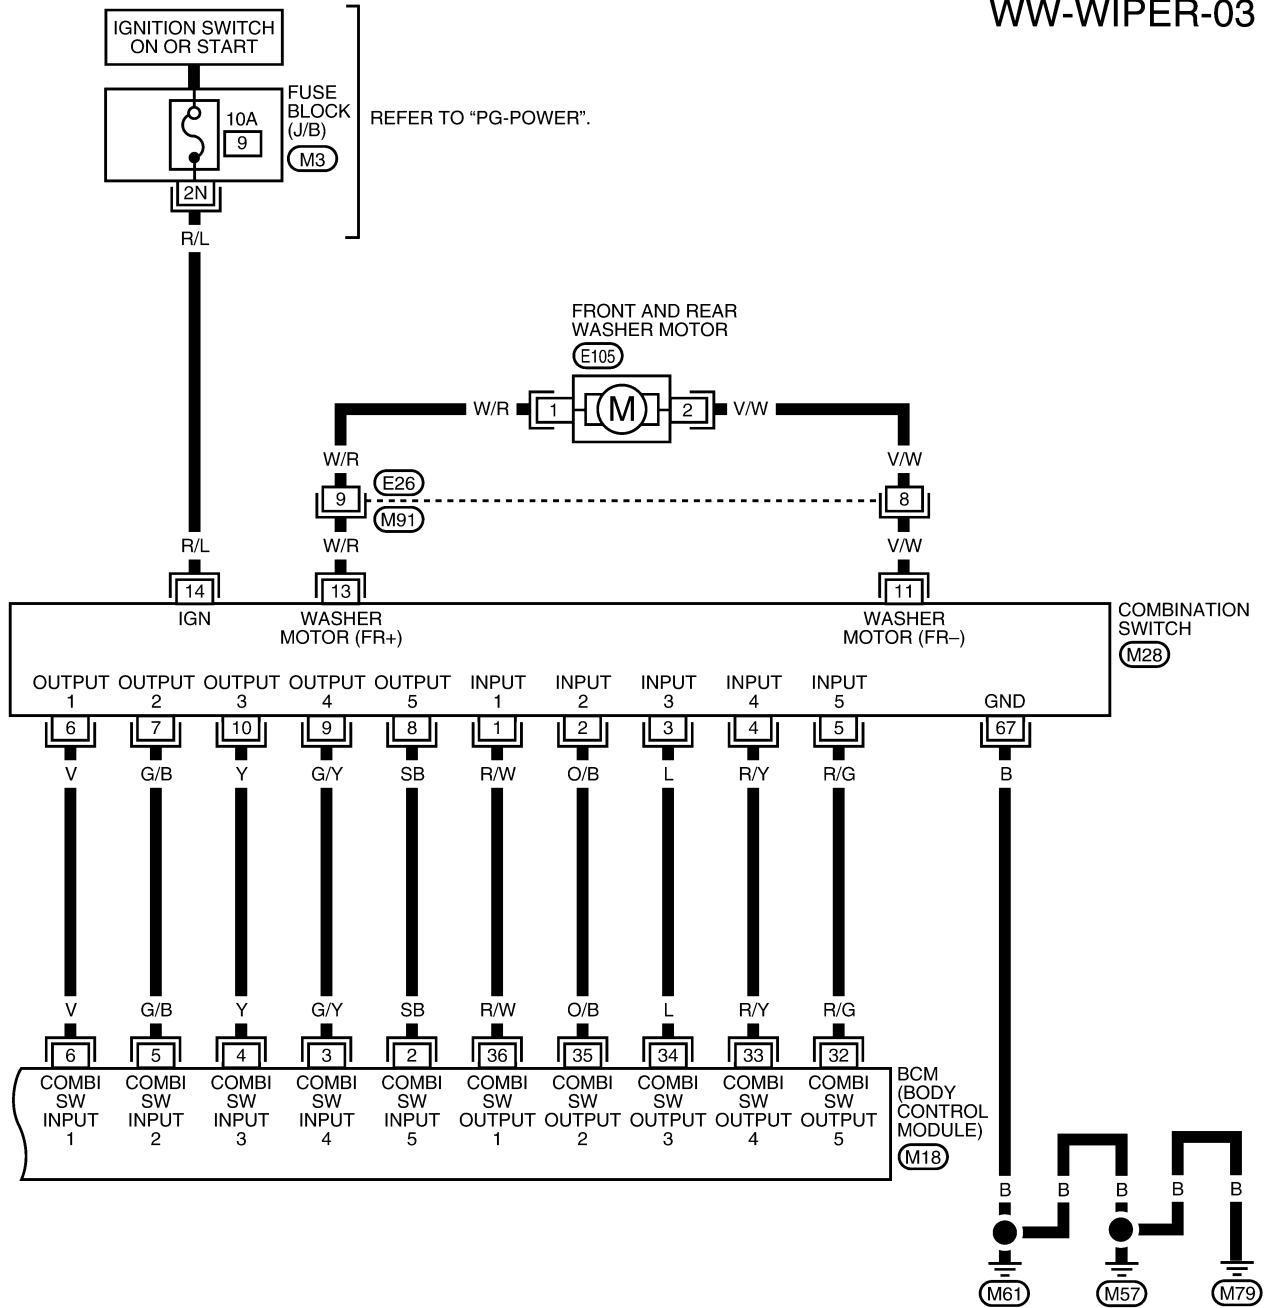 WW-WIPER-03
IGNITION SWITCH
ON OR START
FUSE
BLOCK
(J/B)
M3
10A
9
2N
REFER TO “PG-POWER”.
R/L
FRONT AND REAR
WASHER MOTOR
E105
W/R 1 M 2 V/W
W/R V/W
9 E26 8
M91
R/L W/R V/W
14 13 11
IGN WASHER WASHER
MOTOR (FR+) MOTOR (FR–)
COMBINATION
SWITCH
M28
OUTPUT OUTPUT OUTPUT OUTPUT OUTPUT INPUT INPUT INPUT INPUT INPUT
1 2 3 4 5 1 2 3 4 5 GND
6 7 10 9 8 1 2 3 4 5 67
V G/B Y G/Y SB R/W O/B L R/Y R/G B
V G/B Y G/Y SB R/W O/B L R/Y R/G
6 5 4 3 2 36 35 34 33 32
COMBI COMBI COMBI COMBI COMBI COMBI COMBI COMBI COMBI COMBI
SW SW SW SW SW SW SW SW SW SW
INPUT INPUT INPUT INPUT INPUT OUTPUT OUTPUT OUTPUT OUTPUT OUTPUT
1 2 3 4 5 1 2 3 4 5
BCM
(BODY
CONTROL
MODULE)
M18
B B B B B
M61 M57 M79